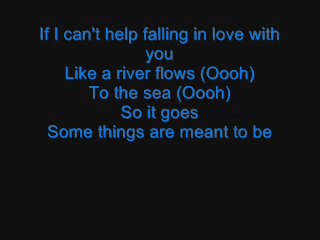 If I can't help falling in love with
you
Like a river flows (Oooh)
To the sea (Oooh)
So it goes
Some things are meant to be